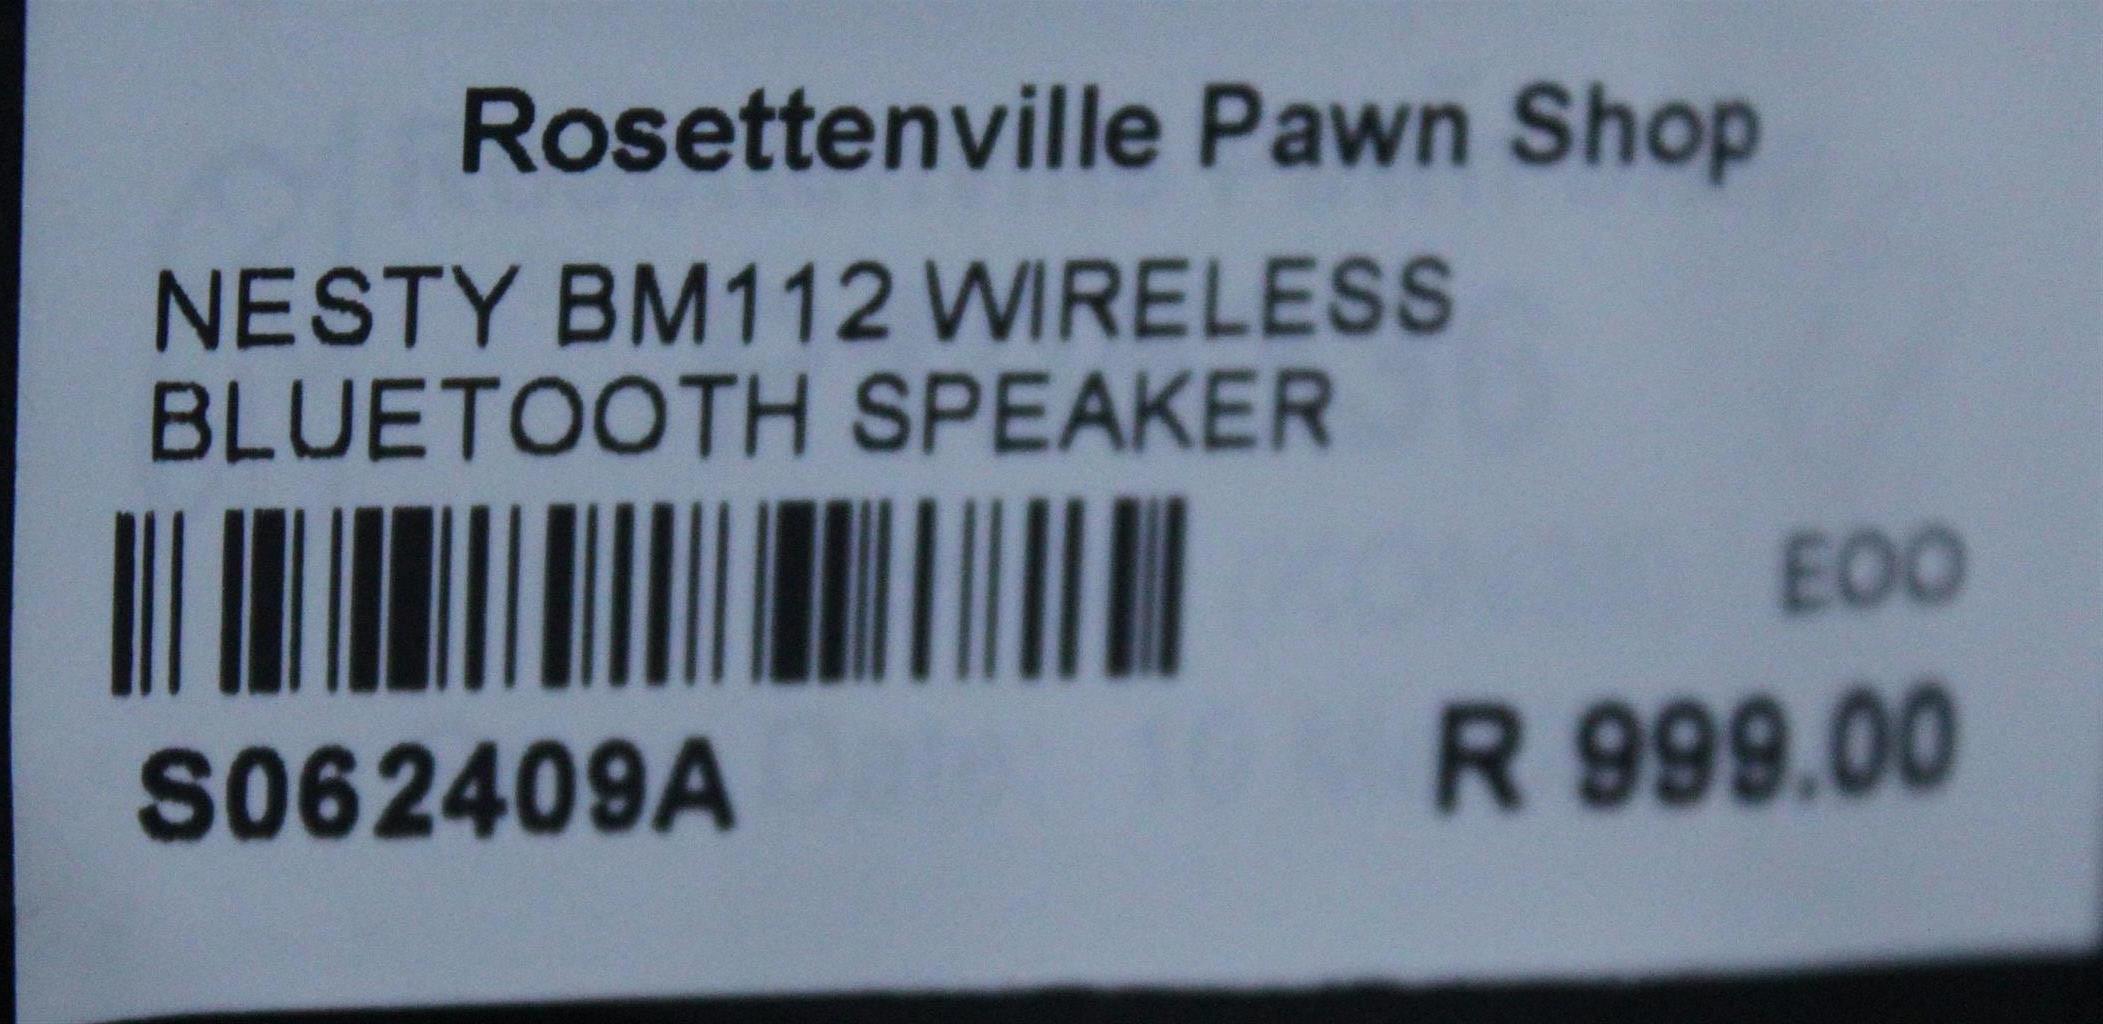 Rosettenville Pawn Shop
NESTY BM112 WIRELESS
BLUETOOTH SPEAKER
EOO
S062409A
R 999.00